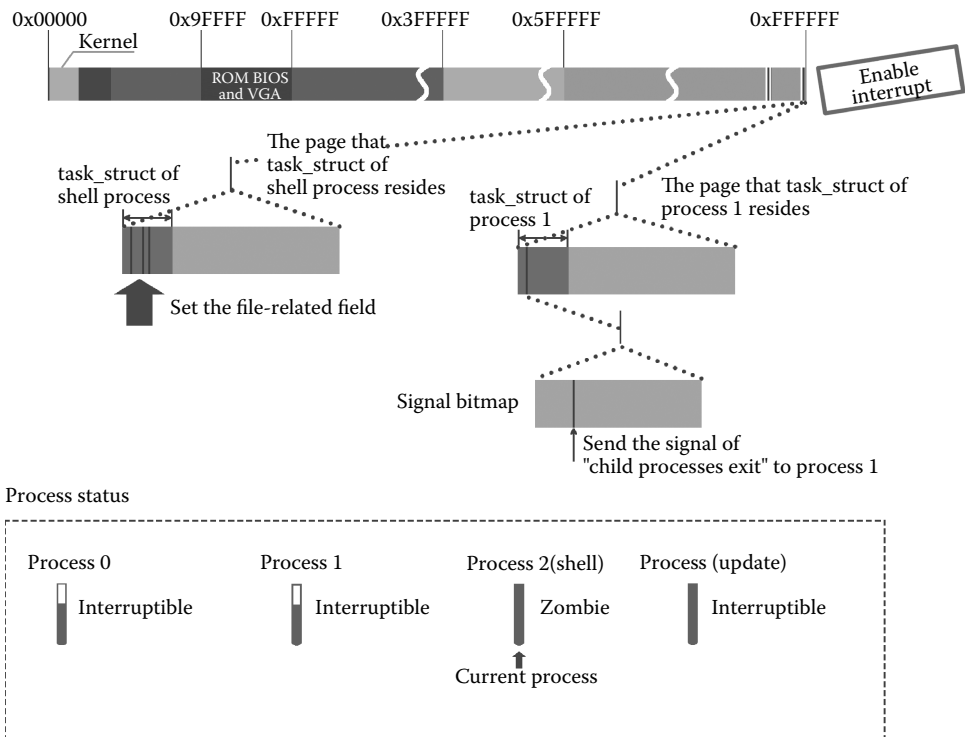 0x00000
0x9FFFF
0xFFFFF
0x3FFFFF
0x5FFFFF
0xFFFFFF
Kernel
ROM BIOS
and VGA
Enable
interrupt
The page that
task_struct of
shell process resides
task_struct of
shell process
The page that task_struct of
process 1 resides
task_struct of
process 1
Set the file-related field
Signal bitmap
Send the signal of
"child processes exit" to process 1
Process status
Process 0
Interruptible
Process 1
Interruptible
Process 2(shell)
Zombie
Current process
Process (update)
Interruptible